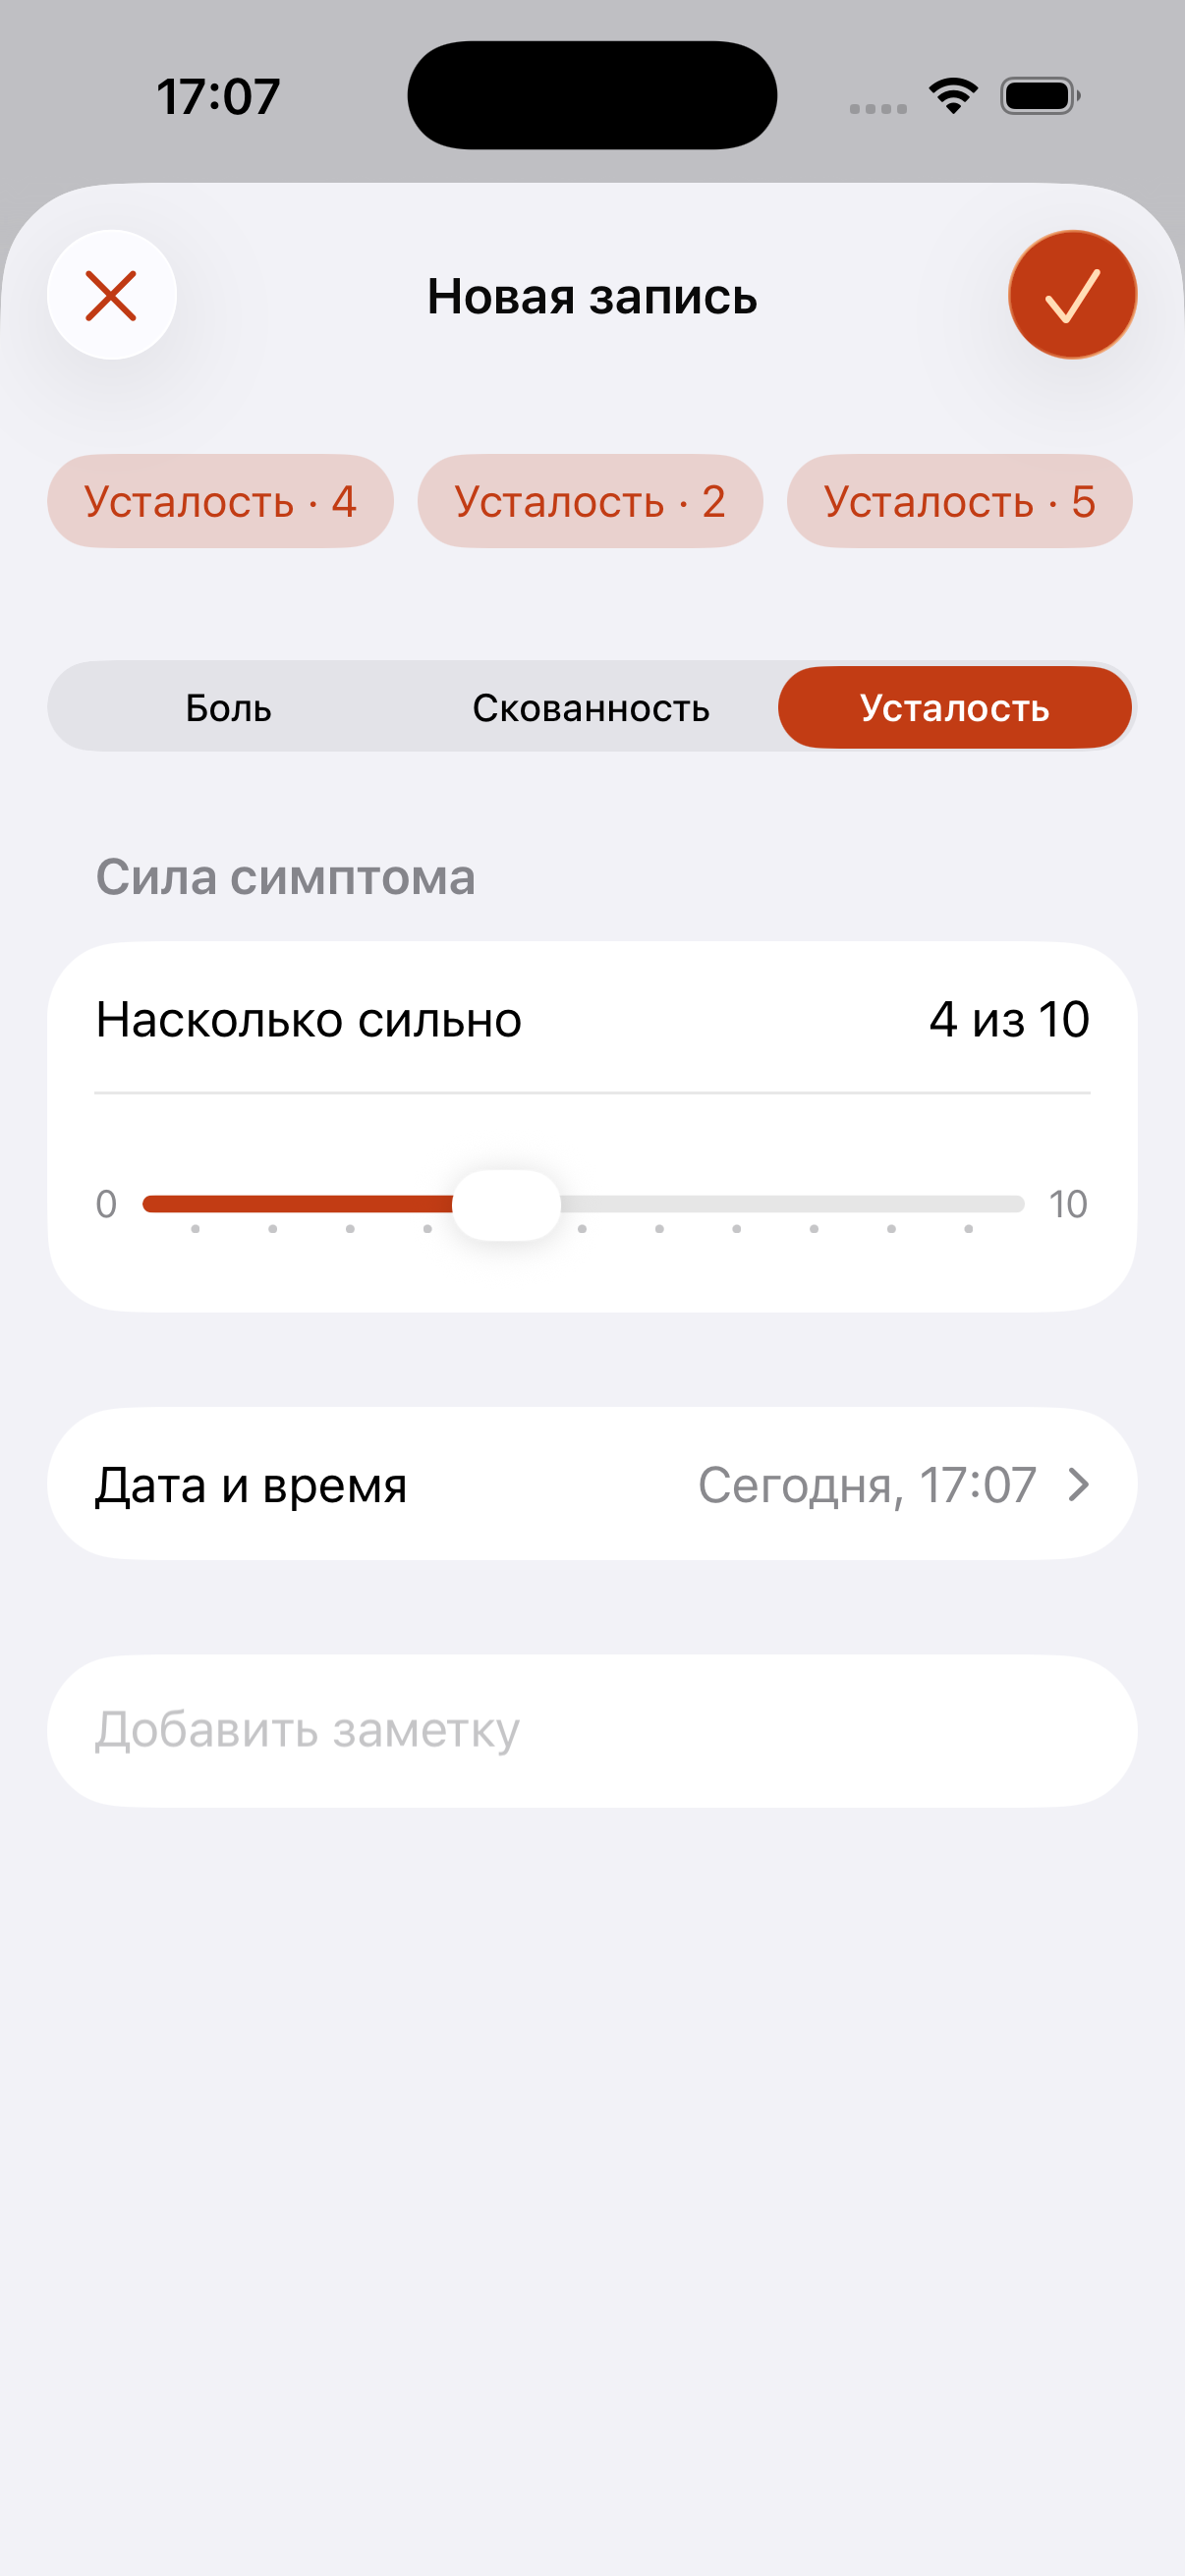 17:07
Новая запись
Усталость · 4 Усталость · 2 Усталость · 5
Боль Скованность Усталость
Сила симптома
Насколько сильно 4 из 10
0 10
Дата и время Сегодня, 17:07
Добавить заметку